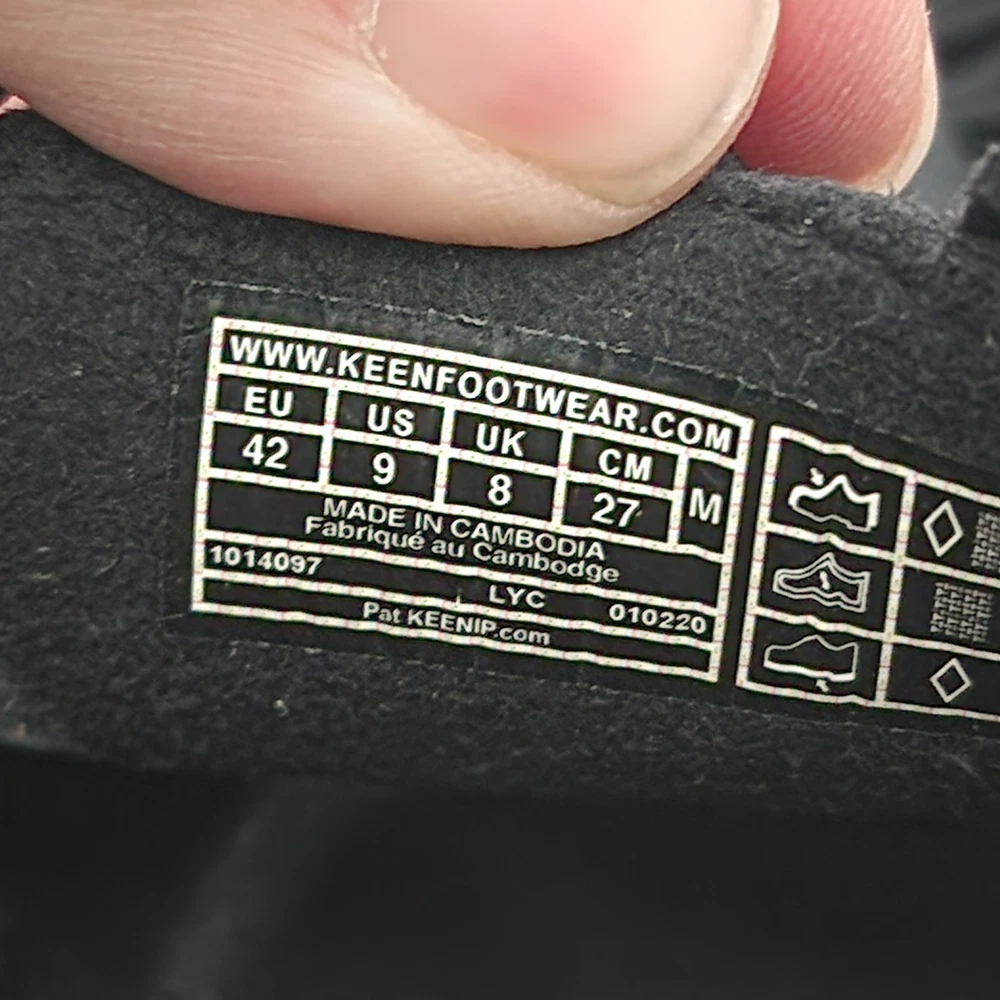 WWW.KEENFOOTWEAR.COM
EU US UK CM M
42 9 8 27
MADE IN CAMBODIA
Fabriqué au Cambodge
1014097 LYC 010220
Pat KEENIP.com